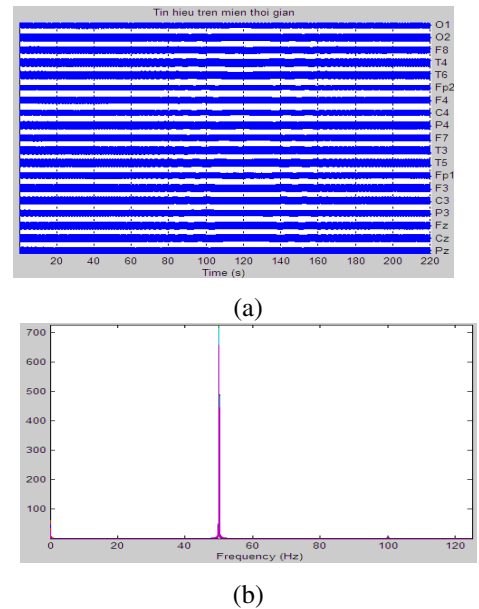 Tin hieu tren mien thoi gian
O1
O2
F8
T4
T6
Fp2
F4
C4
P4
F7
T3
T5
Fp1
F3
C3
P3
Fz
Cz
Pz
20 40 60 80 100 120 140 160 180 200 220
Time (s)
(a)
700
600
500
400
300
200
100
0 20 40 60 80 100 120
Frequency (Hz)
(b)